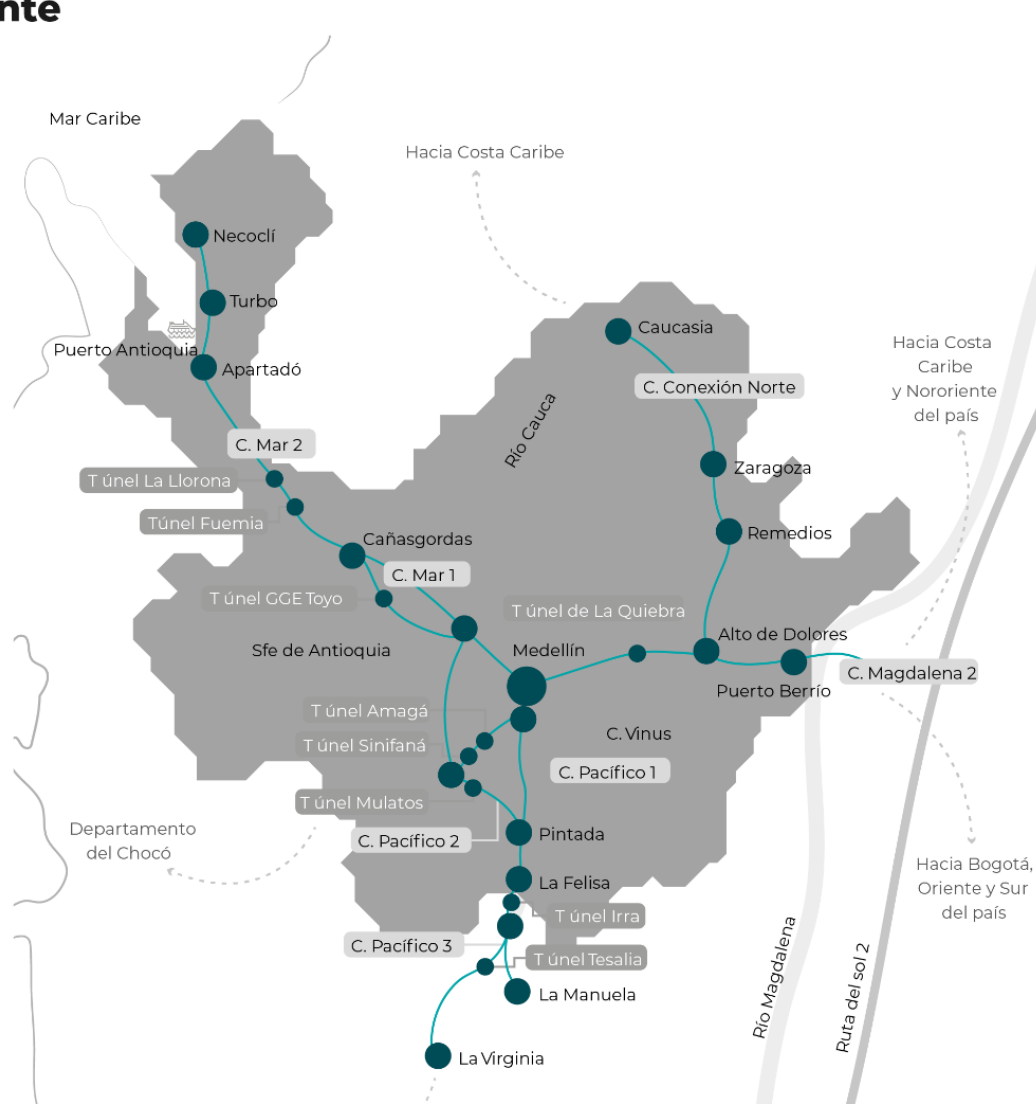 nte
Mar Caribe
Hacia Costa Caribe
Necoclí
Turbo
Puerto Antioquia
Apartadó
Caucasia
Hacia Costa
Caribe
y Nororiente
del país
C. Conexión Norte
Río Cauca
C. Mar 2
T únel La Llorona
Zaragoza
Túnel Fuemia
Remedios
Cañasgordas
C. Mar 1
T únel GGE Toyo
T únel de La Quiebra
Sfe de Antioquia
Medellín
Alto de Dolores
C. Magdalena 2
Puerto Berrío
T únel Amagá
C. Vinus
T únel Sinifaná
C. Pacífico 1
T únel Mulatos
Departamento
del Chocó
C. Pacífico 2
Pintada
Hacia Bogotá,
Oriente y Sur
del país
La Felisa
T únel Irra
C. Pacífico 3
T únel Tesalia
Río Magdalena
Ruta del sol 2
La Manuela
La Virginia